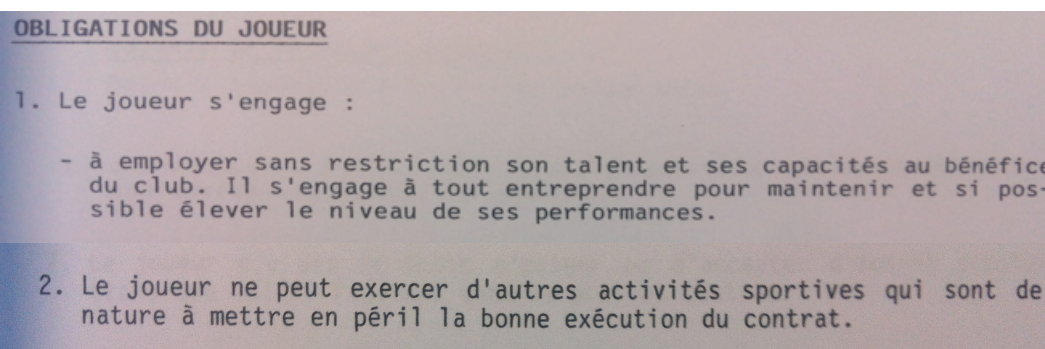 OBLIGATIONS DU JOUEUR
1. Le joueur s'engage :
- à employer sans restriction son talent et ses capacités au bénéfice
du club. Il s'engage à tout entreprendre pour maintenir et si pos-
sible élever le niveau de ses performances.
2. Le joueur ne peut exercer d'autres activités sportives qui sont de
nature à mettre en péril la bonne exécution du contrat.